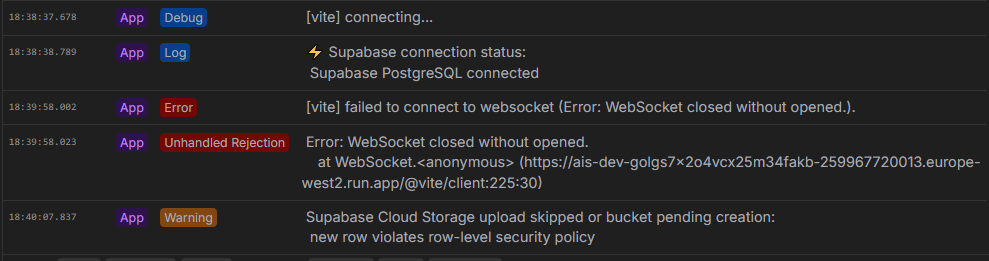 18:38:37.678 App Debug [vite] connecting...
18:38:38.789 App Log ⚡ Supabase connection status:
Supabase PostgreSQL connected
18:39:58.002 App Error [vite] failed to connect to websocket (Error: WebSocket closed without opened.).
18:39:58.023 App Unhandled Rejection Error: WebSocket closed without opened.
at WebSocket.<anonymous> (https://ais-dev-golgs7×2o4vcx25m34fakb-259967720013.europe-
west2.run.app/@vite/client:225:30)
18:40:07.837 App Warning Supabase Cloud Storage upload skipped or bucket pending creation:
new row violates row-level security policy